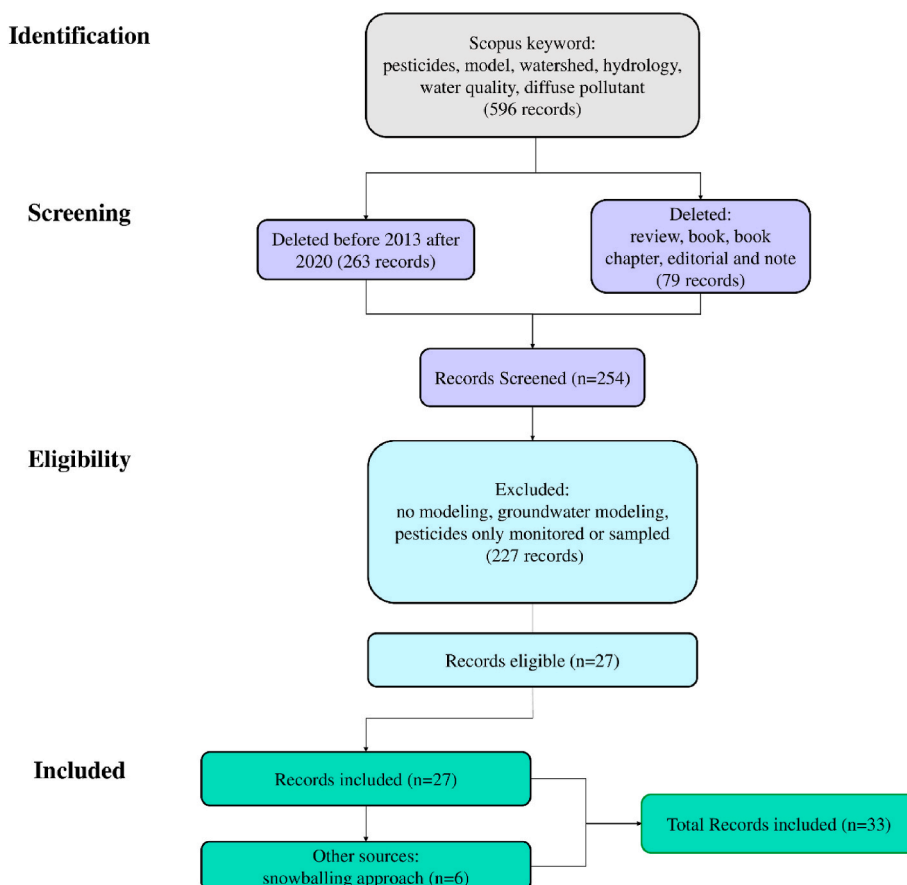 Identification
Scopus keyword:
pesticides, model, watershed, hydrology,
water quality, diffuse pollutant
(596 records)
Screening
Deleted before 2013 after
2020 (263 records)
Deleted:
review, book, book
chapter, editorial and note
(79 records)
Records Screened (n=254)
Eligibility
Excluded:
no modeling, groundwater modeling,
pesticides only monitored or sampled
(227 records)
Records eligible (n=27)
Included
Records included (n=27)
Total Records included (n=33)
Other sources:
snowballing approach (n=6)